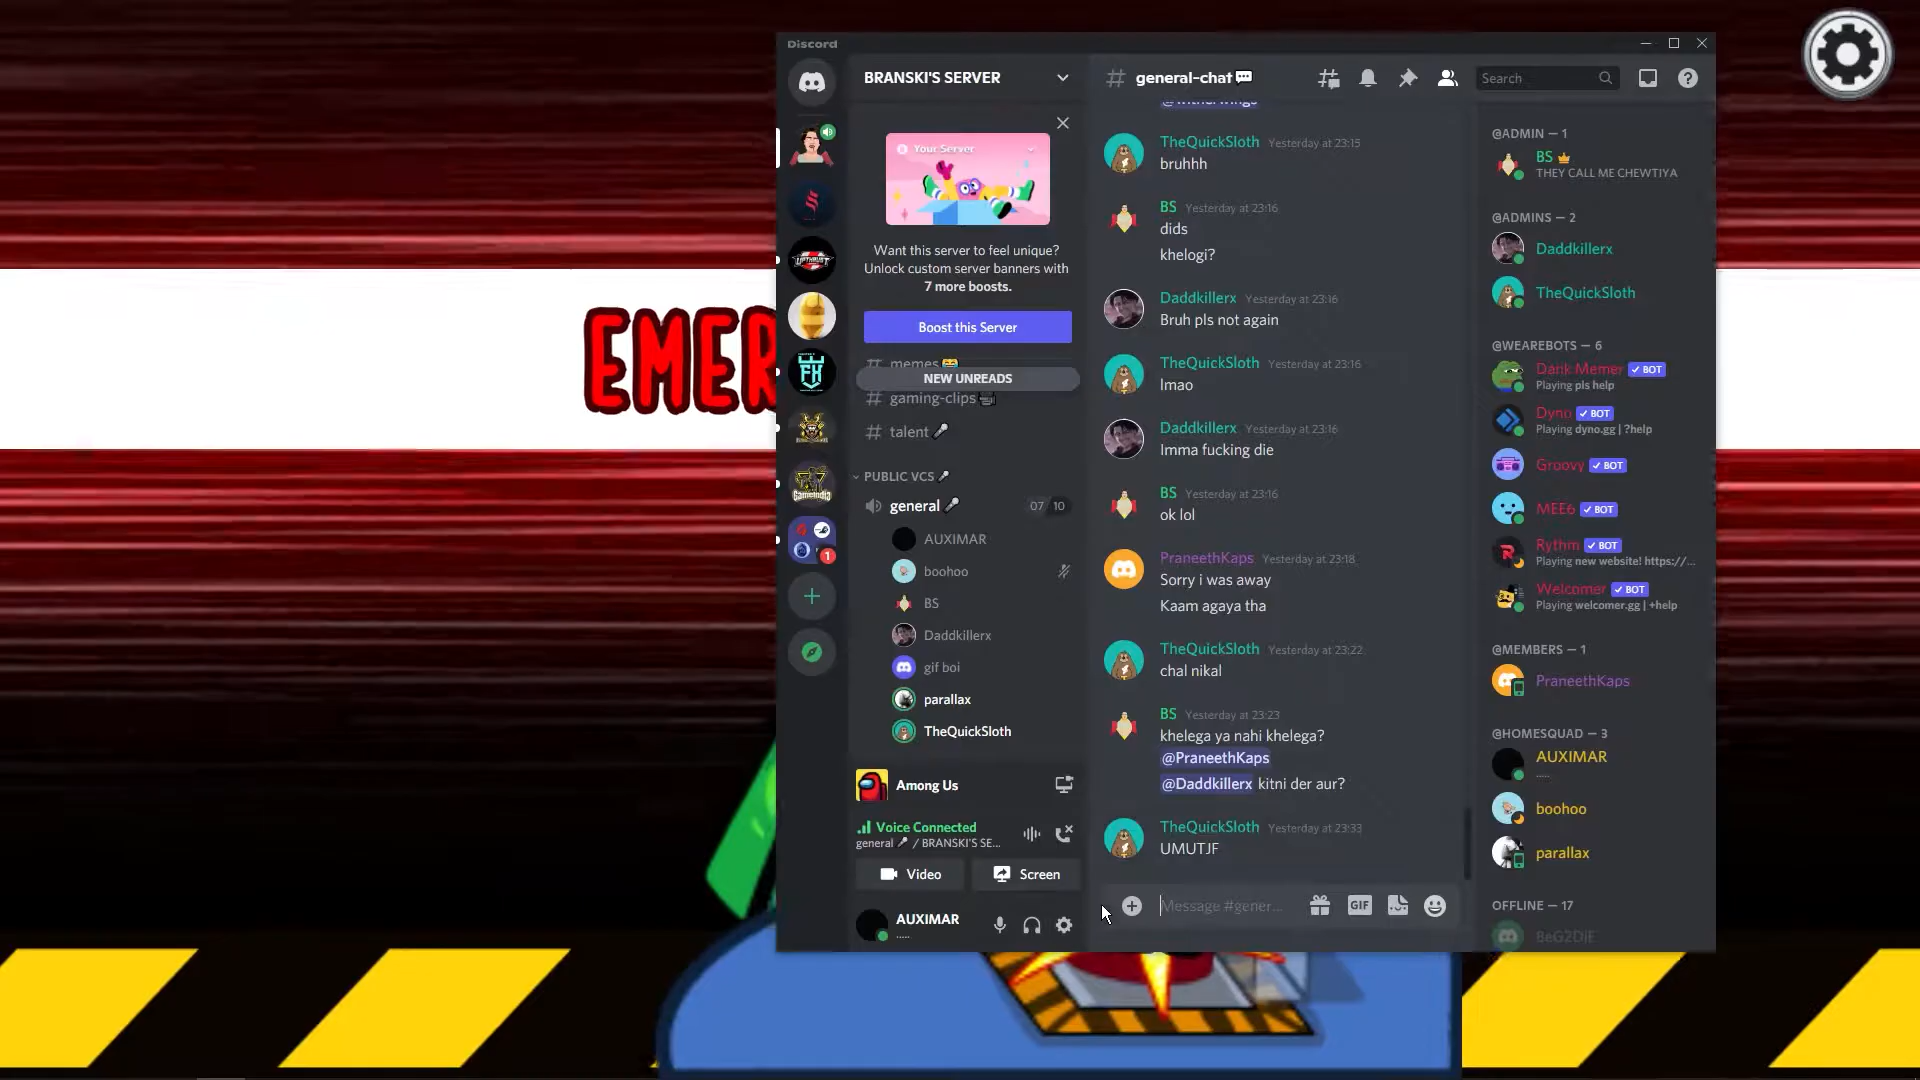 Discord
BRANSKI'S SERVER
Your Server
Want this server to feel unique?
Unlock custom server banners with
7 more boosts.
Boost this Server
memes
NEW UNREADS
gaming-clips
talent
PUBLIC VCS
general
07 10
AUXIMAR
boohoo
BS
Daddkillerx
gif boi
parallax
TheQuickSloth
Among Us
Voice Connected
general / BRANSKI'S SE...
Video
Screen
AUXIMAR
.....
# general-chat
Search
@witherwings
TheQuickSloth Yesterday at 23:15
bruhhh
BS Yesterday at 23:16
dids
khelogi?
Daddkillerx Yesterday at 23:16
Bruh pls not again
TheQuickSloth Yesterday at 23:16
lmao
Daddkillerx Yesterday at 23:16
Imma fucking die
BS Yesterday at 23:16
ok lol
PraneethKaps Yesterday at 23:18
Sorry i was away
Kaam agaya tha
TheQuickSloth Yesterday at 23:22
chal nikal
BS Yesterday at 23:23
khelega ya nahi khelega?
@PraneethKaps
@Daddkillerx kitni der aur?
TheQuickSloth Yesterday at 23:33
UMUTJF
Message #gener...
GIF
@ADMIN — 1
BS
THEY CALL ME CHEWTIYA
@ADMINS — 2
Daddkillerx
TheQuickSloth
@WEAREBOTS — 6
Dank Memer BOT
Playing pls help
Dyno BOT
Playing dyno.gg | ?help
Groovy BOT
MEE6 BOT
Rythm BOT
Playing new website! https://...
Welcomer BOT
Playing welcomer.gg | +help
@MEMBERS — 1
PraneethKaps
@HOMESQUAD — 3
AUXIMAR
.....
boohoo
parallax
OFFLINE — 17
BeG2DiE
EMER
1